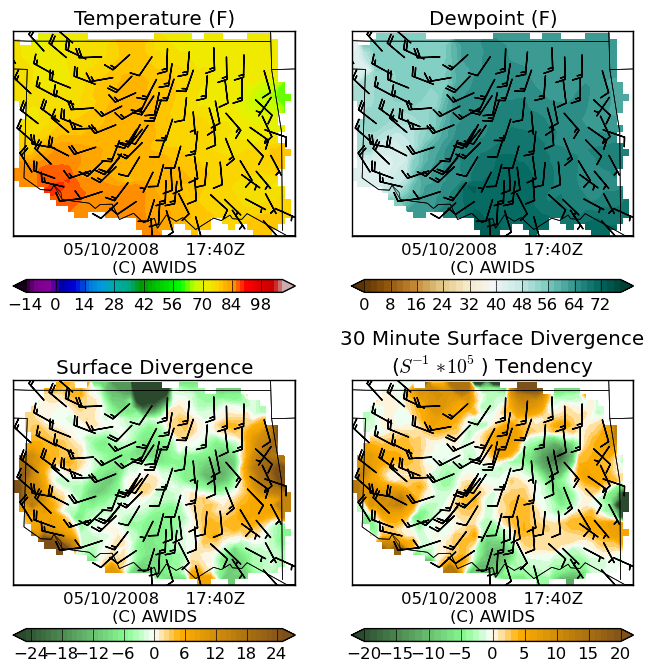 Temperature (F)
Dewpoint (F)
05/10/2008 17:40Z
(C) AWIDS
05/10/2008 17:40Z
(C) AWIDS
−14 0 14 28 42 56 70 84 98
0 8 16 24 32 40 48 56 64 72
Surface Divergence
30 Minute Surface Divergence
(S⁻¹ *10⁵ ) Tendency
05/10/2008 17:40Z
(C) AWIDS
05/10/2008 17:40Z
(C) AWIDS
−24 −18 −12 −6 0 6 12 18 24
−20 −15 −10 −5 0 5 10 15 20